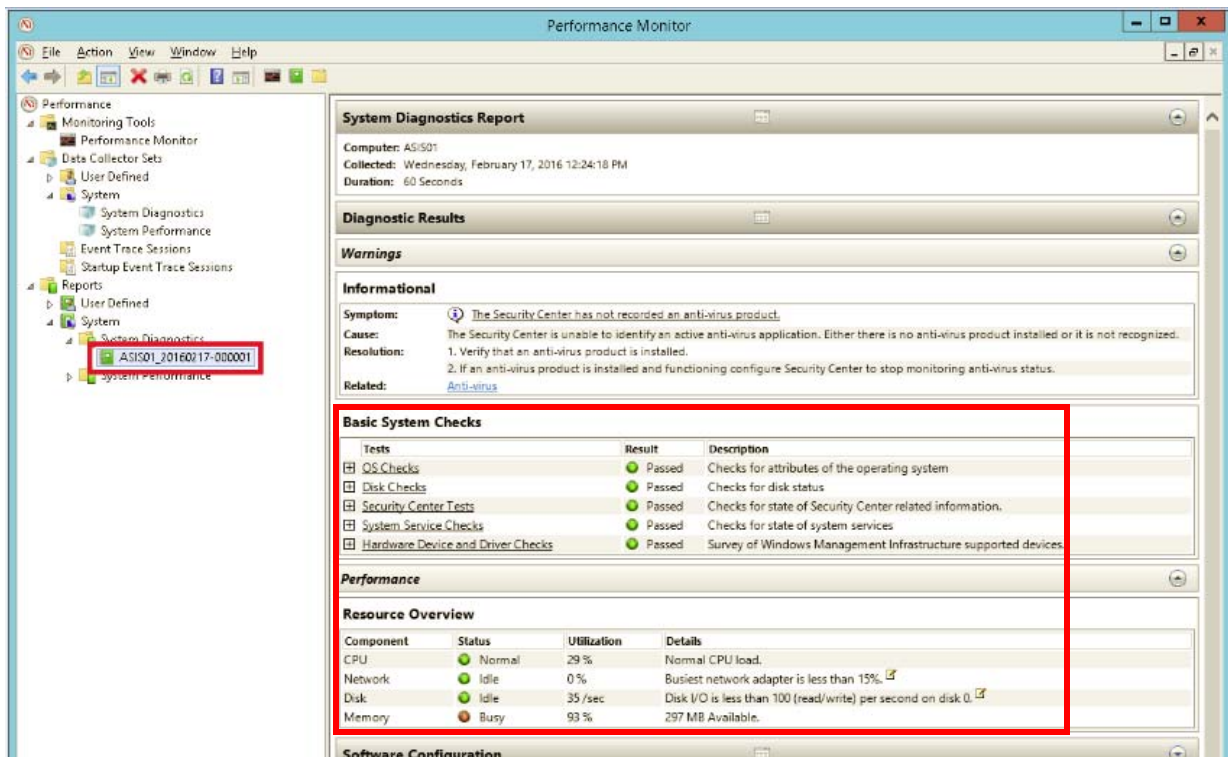 Performance Monitor
File Action View Window Help
Performance
Monitoring Tools
Performance Monitor
Data Collector Sets
User Defined
System
System Diagnostics
System Performance
Event Trace Sessions
Startup Event Trace Sessions
Reports
User Defined
System
System Diagnostics
ASIS01_20160217-000001
System Performance
System Diagnostics Report
Computer: ASIS01
Collected: Wednesday, February 17, 2016 12:24:18 PM
Duration: 60 Seconds
Diagnostic Results
Warnings
Informational
Symptom: The Security Center has not recorded an anti-virus product.
Cause: The Security Center is unable to identify an active anti-virus application. Either there is no anti-virus product installed or it is not recognized.
Resolution: 1. Verify that an anti-virus product is installed.
2. If an anti-virus product is installed and functioning configure Security Center to stop monitoring anti-virus status.
Related: Anti-virus
Basic System Checks
Tests Result Description
OS Checks Passed Checks for attributes of the operating system
Disk Checks Passed Checks for disk status
Security Center Tests Passed Checks for state of Security Center related information.
System Service Checks Passed Checks for state of system services
Hardware Device and Driver Checks Passed Survey of Windows Management Infrastructure supported devices.
Performance
Resource Overview
Component Status Utilization Details
CPU Normal 29 % Normal CPU load.
Network Idle 0 % Busiest network adapter is less than 15%.
Disk Idle 35 /sec Disk I/O is less than 100 (read/write) per second on disk 0.
Memory Busy 93 % 297 MB Available.
Software Configuration